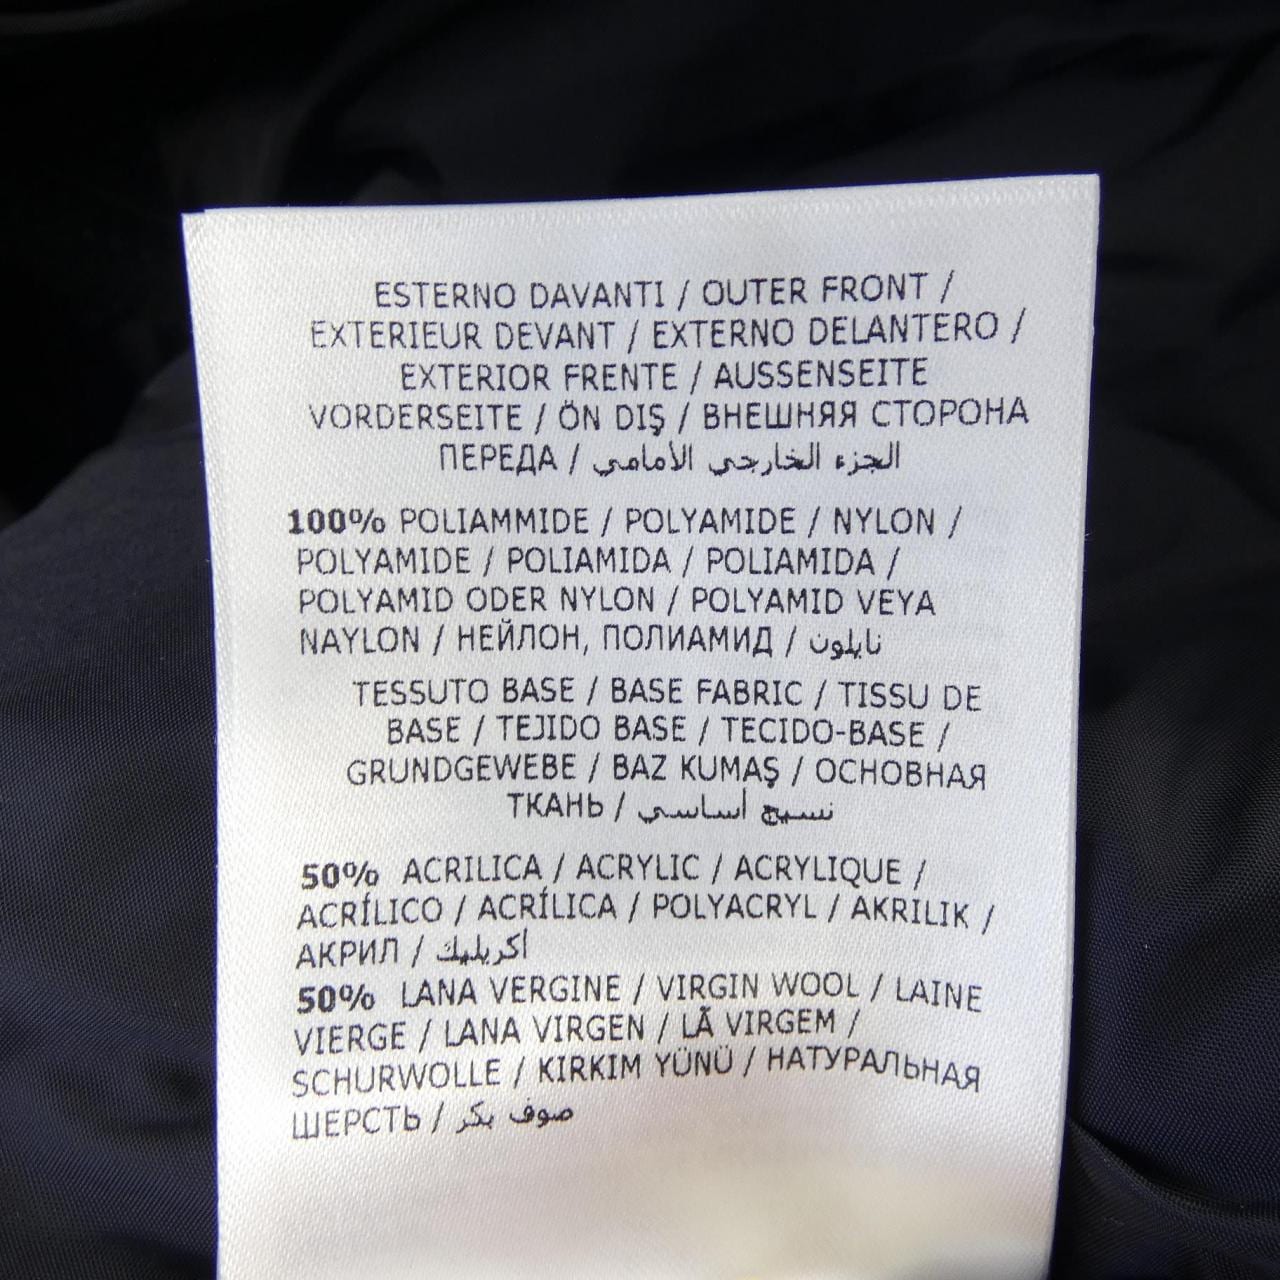 ESTERNO DAVANTI / OUTER FRONT /
EXTERIEUR DEVANT / EXTERNO DELANTERO /
EXTERIOR FRENTE / AUSSENSEITE
VORDERSEITE / ÖN DIŞ / ВНЕШНЯЯ СТОРОНА
ПЕРЕДА / الجزء الخارجي الأمامي
100% POLIAMMIDE / POLYAMIDE / NYLON /
POLYAMIDE / POLIAMIDA / POLIAMIDA /
POLYAMID ODER NYLON / POLYAMID VEYA
NAYLON / НЕЙЛОН, ПОЛИАМИД / نايلون
TESSUTO BASE / BASE FABRIC / TISSU DE
BASE / TEJIDO BASE / TECIDO-BASE /
GRUNDGEWEBE / BAZ KUMAŞ / ОСНОВНАЯ
ТКАНЬ / نسيج أساسي
50% ACRILICA / ACRYLIC / ACRYLIQUE /
ACRÍLICO / ACRÍLICA / POLYACRYL / AKRILIK /
АКРИЛ / أكريليك
50% LANA VERGINE / VIRGIN WOOL / LAINE
VIERGE / LANA VIRGEN / LÃ VIRGEM /
SCHURWOLLE / KIRKIM YÜNÜ / НАТУРАЛЬНАЯ
ШЕРСТЬ / صوف بكر